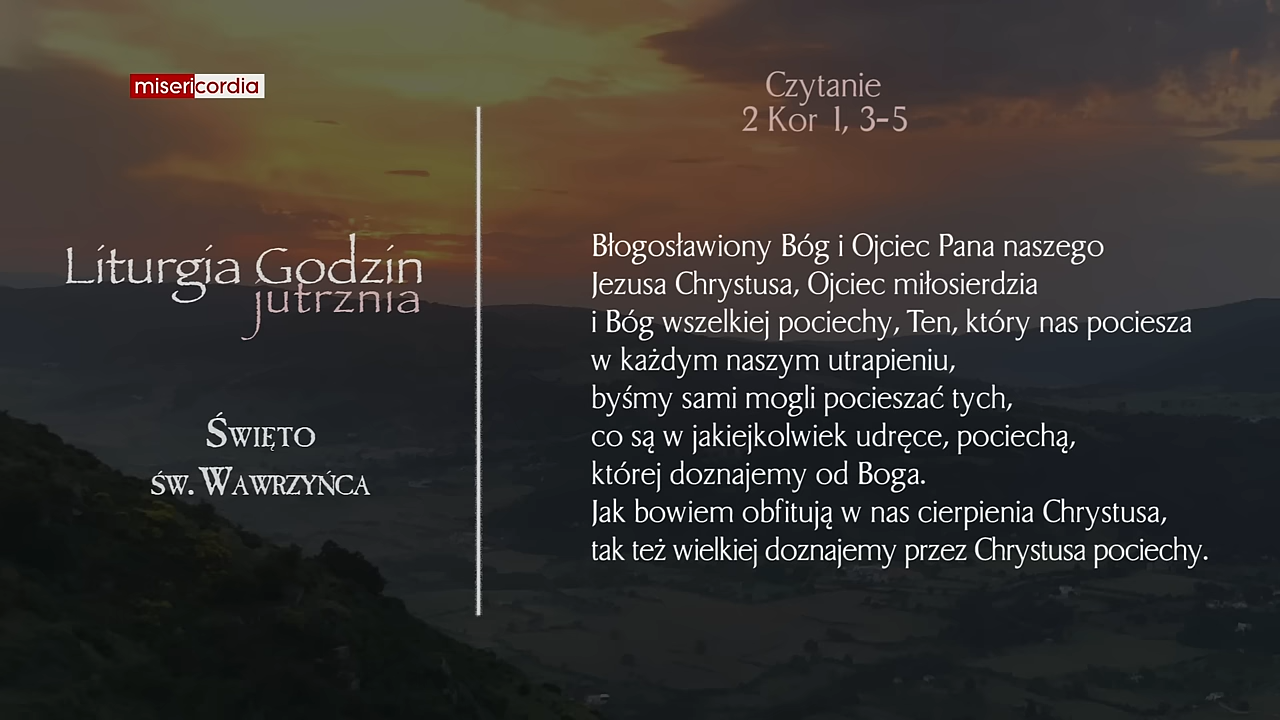 misericordia
Liturgia Godzin
jutrznia
Święto
św. Wawrzyńca
Czytanie
2 Kor 1, 3-5
Błogosławiony Bóg i Ojciec Pana naszego
Jezusa Chrystusa, Ojciec miłosierdzia
i Bóg wszelkiej pociechy, Ten, który nas pociesza
w każdym naszym utrapieniu,
byśmy sami mogli pocieszać tych,
co są w jakiejkolwiek udręce, pociechą,
której doznajemy od Boga.
Jak bowiem obfitują w nas cierpienia Chrystusa,
tak też wielkiej doznajemy przez Chrystusa pociechy.